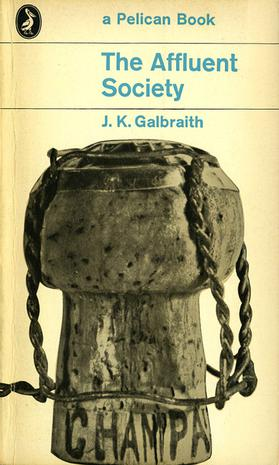 a Pelican Book
The Affluent
Society
J. K. Galbraith
CHAMPA